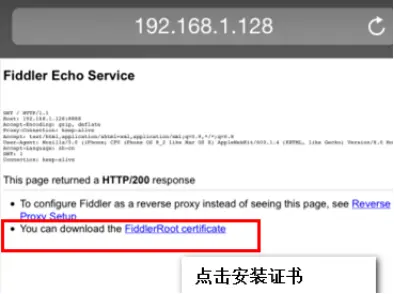 192.168.1.128
Fiddler Echo Service
GET / HTTP/1.1
Host: 192.168.1.128:8888
Accept-Encoding: gzip, deflate
Proxy-Connection: keep-alive
Accept: text/html,application/xhtml+xml,application/xml;q=0.9,*/*;q=0.8
User-Agent: Mozilla/5.0 (iPhone; CPU iPhone OS 9_2 like Mac OS X) AppleWebKit/601.1.4 (KHTML, like Gecko) Version/8.0 Mo
Accept-Language: zh-cn
DNT: 1
Connection: keep-alive
This page returned a HTTP/200 response
• To configure Fiddler as a reverse proxy instead of seeing this page, see Reverse
Proxy Setup
• You can download the FiddlerRoot certificate
点击安装证书